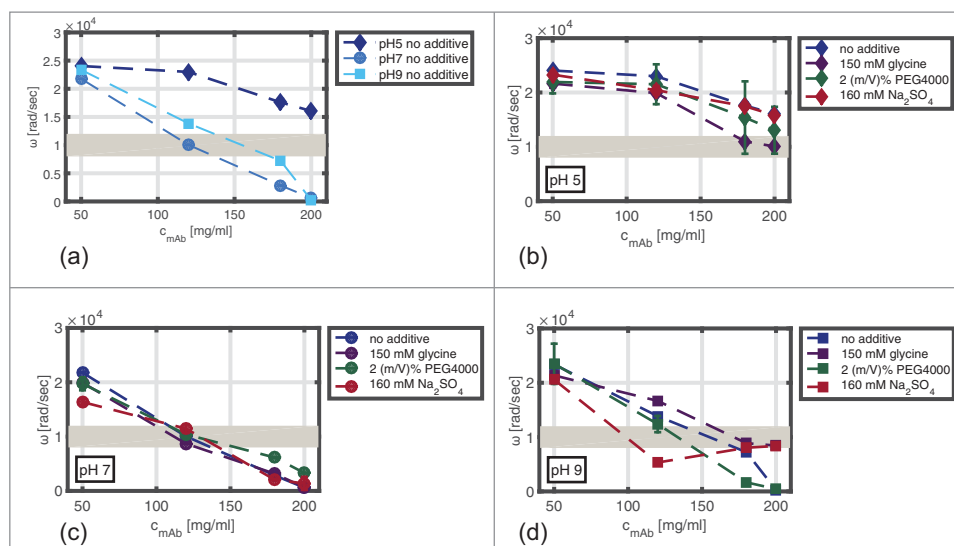 × 10⁴
3
2.5
2
1.5
1
0.5
0
ω [rad/sec]
50 100 150 200
c_mAb [mg/ml]
pH5 no additive
pH7 no additive
pH9 no additive
(a)
× 10⁴
3
2
1
0
ω [rad/sec]
50 100 150 200
c_mAb [mg/ml]
pH 5
no additive
150 mM glycine
2 (m/V)% PEG4000
160 mM Na₂SO₄
(b)
× 10⁴
3
2
1
0
ω [rad/sec]
50 100 150 200
c_mAb [mg/ml]
pH 7
no additive
150 mM glycine
2 (m/V)% PEG4000
160 mM Na₂SO₄
(c)
× 10⁴
3
2
1
0
ω [rad/sec]
50 100 150 200
c_mAb [mg/ml]
pH 9
no additive
150 mM glycine
2 (m/V)% PEG4000
160 mM Na₂SO₄
(d)